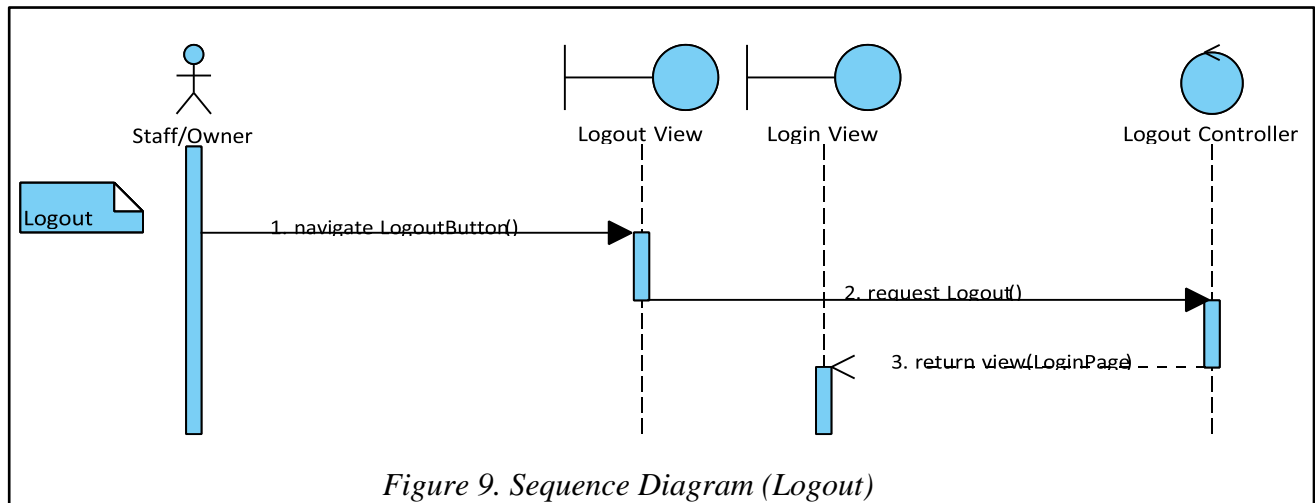 Staff/Owner
Logout View
Login View
Logout Controller
Logout
1. navigate LogoutButton()
2. request Logout()
3. return view(LoginPage)
Figure 9. Sequence Diagram (Logout)